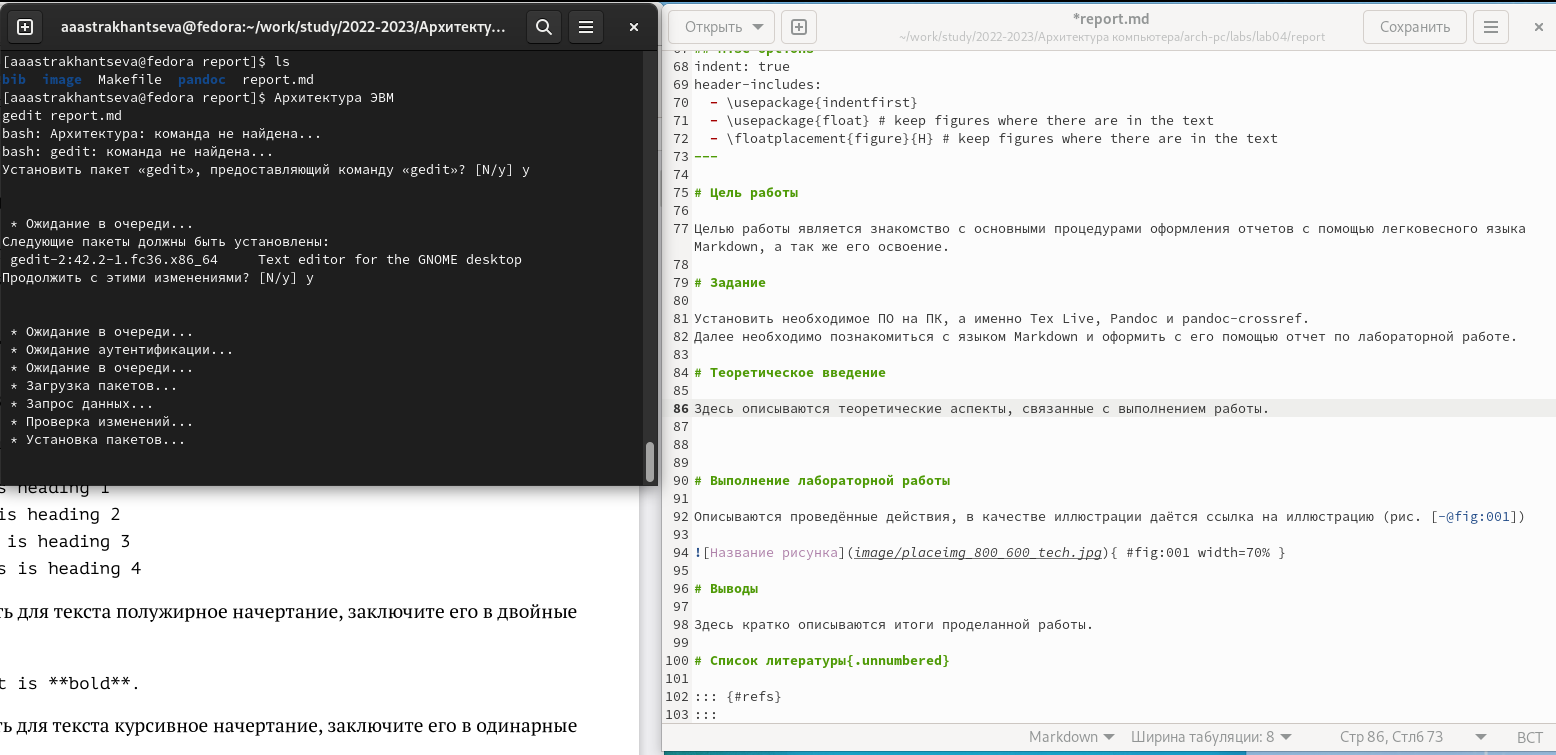 aaastrakhantseva@fedora:~/work/study/2022-2023/Архитекту...
[aaastrakhantseva@fedora report]$ ls
bib image Makefile pandoc report.md
[aaastrakhantseva@fedora report]$ Архитектура ЭВМ
gedit report.md
bash: Архитектура: команда не найдена...
bash: gedit: команда не найдена...
Установить пакет «gedit», предоставляющий команду «gedit»? [N/y] y
* Ожидание в очереди...
Следующие пакеты должны быть установлены:
gedit-2:42.2-1.fc36.x86_64 Text editor for the GNOME desktop
Продолжить с этими изменениями? [N/y] y
* Ожидание в очереди...
* Ожидание аутентификации...
* Ожидание в очереди...
* Загрузка пакетов...
* Запрос данных...
* Проверка изменений...
* Установка пакетов...
heading 1
is heading 2
is heading 3
is heading 4
для текста полужирное начертание, заключите его в двойные
is **bold**.
для текста курсивное начертание, заключите его в одинарные
Открыть
*report.md
~/work/study/2022-2023/Архитектура компьютера/arch-pc/labs/lab04/report
Сохранить
68 indent: true
69 header-includes:
70 - \usepackage{indentfirst}
71 - \usepackage{float} # keep figures where there are in the text
72 - \floatplacement{figure}{H} # keep figures where there are in the text
73 ---
74
75 # Цель работы
76
77 Целью работы является знакомство с основными процедурами оформления отчетов с помощью легковесного языка
Markdown, а так же его освоение.
78
79 # Задание
80
81 Установить необходимое ПО на ПК, а именно Tex Live, Pandoc и pandoc-crossref.
82 Далее необходимо познакомиться с языком Markdown и оформить с его помощью отчет по лабораторной работе.
83
84 # Теоретическое введение
85
86 Здесь описываются теоретические аспекты, связанные с выполнением работы.
87
88
89
90 # Выполнение лабораторной работы
91
92 Описываются проведённые действия, в качестве иллюстрации даётся ссылка на иллюстрацию (рис. [-@fig:001])
93
94 ![Название рисунка](image/placeimg_800_600_tech.jpg){ #fig:001 width=70% }
95
96 # Выводы
97
98 Здесь кратко описываются итоги проделанной работы.
99
100 # Список литературы{.unnumbered}
101
102 ::: {#refs}
103 :::
Markdown Ширина табуляции: 8 Стр 86, Стлб 73 ВСТ